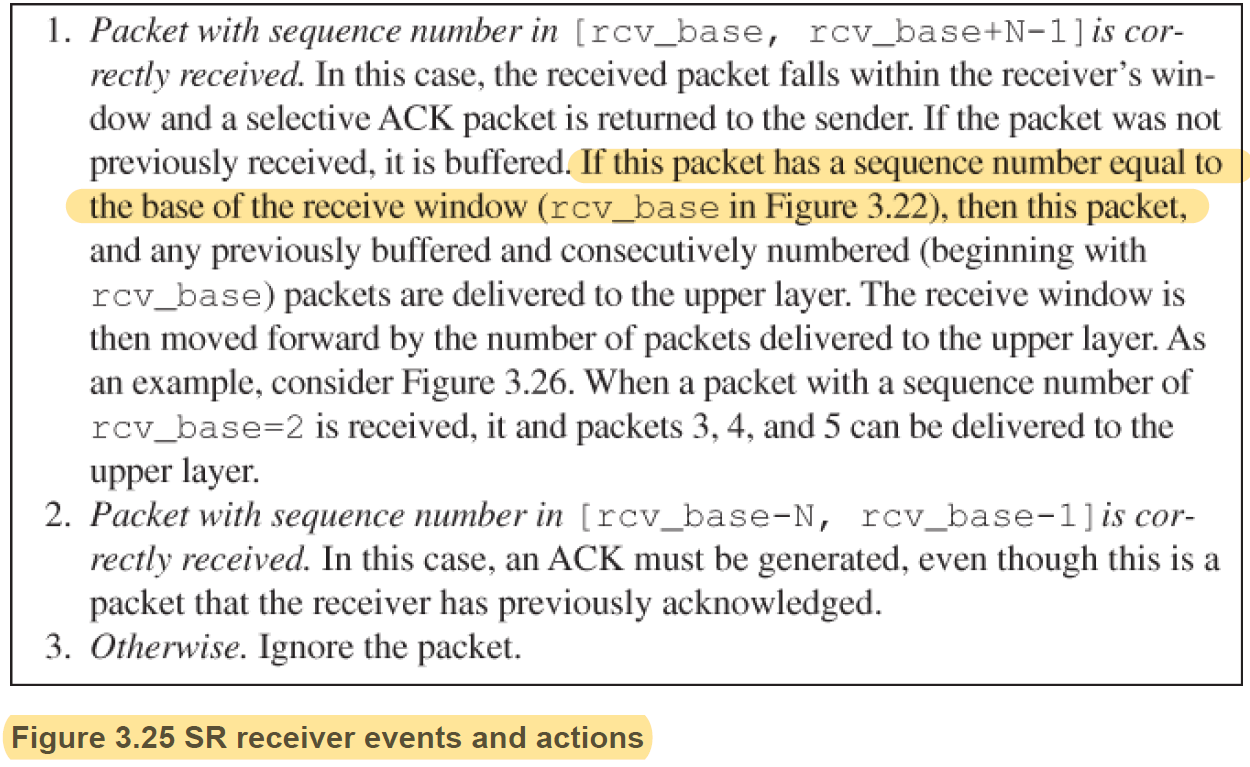 1. Packet with sequence number in [rcv_base, rcv_base+N-1] is cor-
rectly received. In this case, the received packet falls within the receiver's win-
dow and a selective ACK packet is returned to the sender. If the packet was not
previously received, it is buffered. If this packet has a sequence number equal to
the base of the receive window (rcv_base in Figure 3.22), then this packet,
and any previously buffered and consecutively numbered (beginning with
rcv_base) packets are delivered to the upper layer. The receive window is
then moved forward by the number of packets delivered to the upper layer. As
an example, consider Figure 3.26. When a packet with a sequence number of
rcv_base=2 is received, it and packets 3, 4, and 5 can be delivered to the
upper layer.
2. Packet with sequence number in [rcv_base-N, rcv_base-1] is cor-
rectly received. In this case, an ACK must be generated, even though this is a
packet that the receiver has previously acknowledged.
3. Otherwise. Ignore the packet.
Figure 3.25 SR receiver events and actions